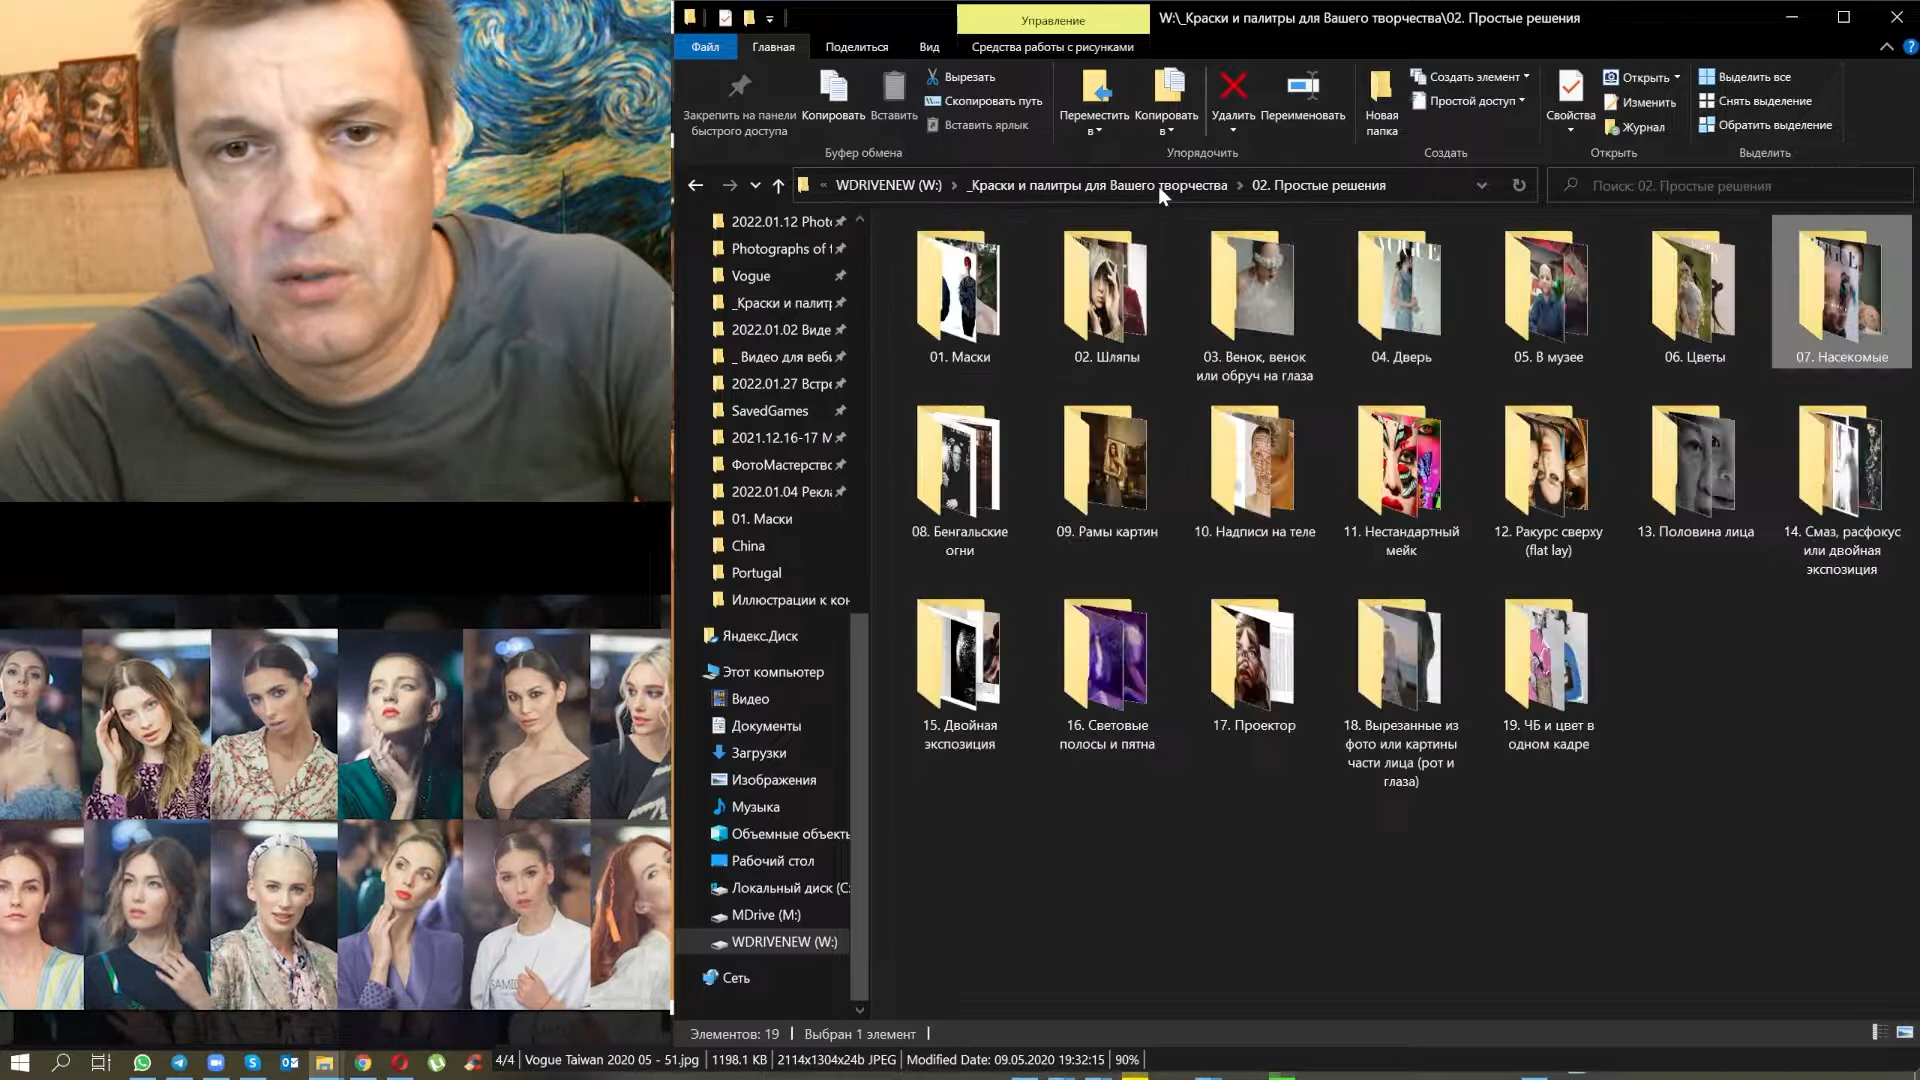 Управление
W:\_Краски и палитры для Вашего творчества\02. Простые решения
Файл
Главная
Поделиться
Вид
Средства работы с рисунками
Закрепить на панели
быстрого доступа
Копировать
Вставить
Вырезать
Скопировать путь
Вставить ярлык
Буфер обмена
Переместить
в
Копировать
в
Удалить
Переименовать
Упорядочить
Новая
папка
Создать элемент
Простой доступ
Создать
Свойства
Открыть
Изменить
Журнал
Открыть
Выделить все
Снять выделение
Обратить выделение
Выделить
« WDRIVENEW (W:) › _Краски и палитры для Вашего творчества › 02. Простые решения
Поиск: 02. Простые решения
2022.01.12 Phot
Photographs of
Vogue
_Краски и палит
2022.01.02 Виде
_ Видео для веб
2022.01.27 Встре
SavedGames
2021.12.16-17 М
ФотоМастерств
2022.01.04 Рекл
01. Маски
China
Portugal
Иллюстрации к ко
Яндекс.Диск
Этот компьютер
Видео
Документы
Загрузки
Изображения
Музыка
Объемные объекты
Рабочий стол
Локальный диск (C:
MDrive (M:)
WDRIVENEW (W:)
Сеть
01. Маски
02. Шляпы
03. Венок, венок
или обруч на глаза
04. Дверь
05. В музее
06. Цветы
07. Насекомые
08. Бенгальские
огни
09. Рамы картин
10. Надписи на теле
11. Нестандартный
мейк
12. Ракурс сверху
(flat lay)
13. Половина лица
14. Смаз, расфокус
или двойная
экспозиция
15. Двойная
экспозиция
16. Световые
полосы и пятна
17. Проектор
18. Вырезанные из
фото или картины
части лица (рот и
глаза)
19. ЧБ и цвет в
одном кадре
VOGUE
Элементов: 19
Выбран 1 элемент
4/4 | Vogue Taiwan 2020 05 - 51.jpg | 1198.1 KB | 2114x1304x24b JPEG | Modified Date: 09.05.2020 19:32:15 | 90%